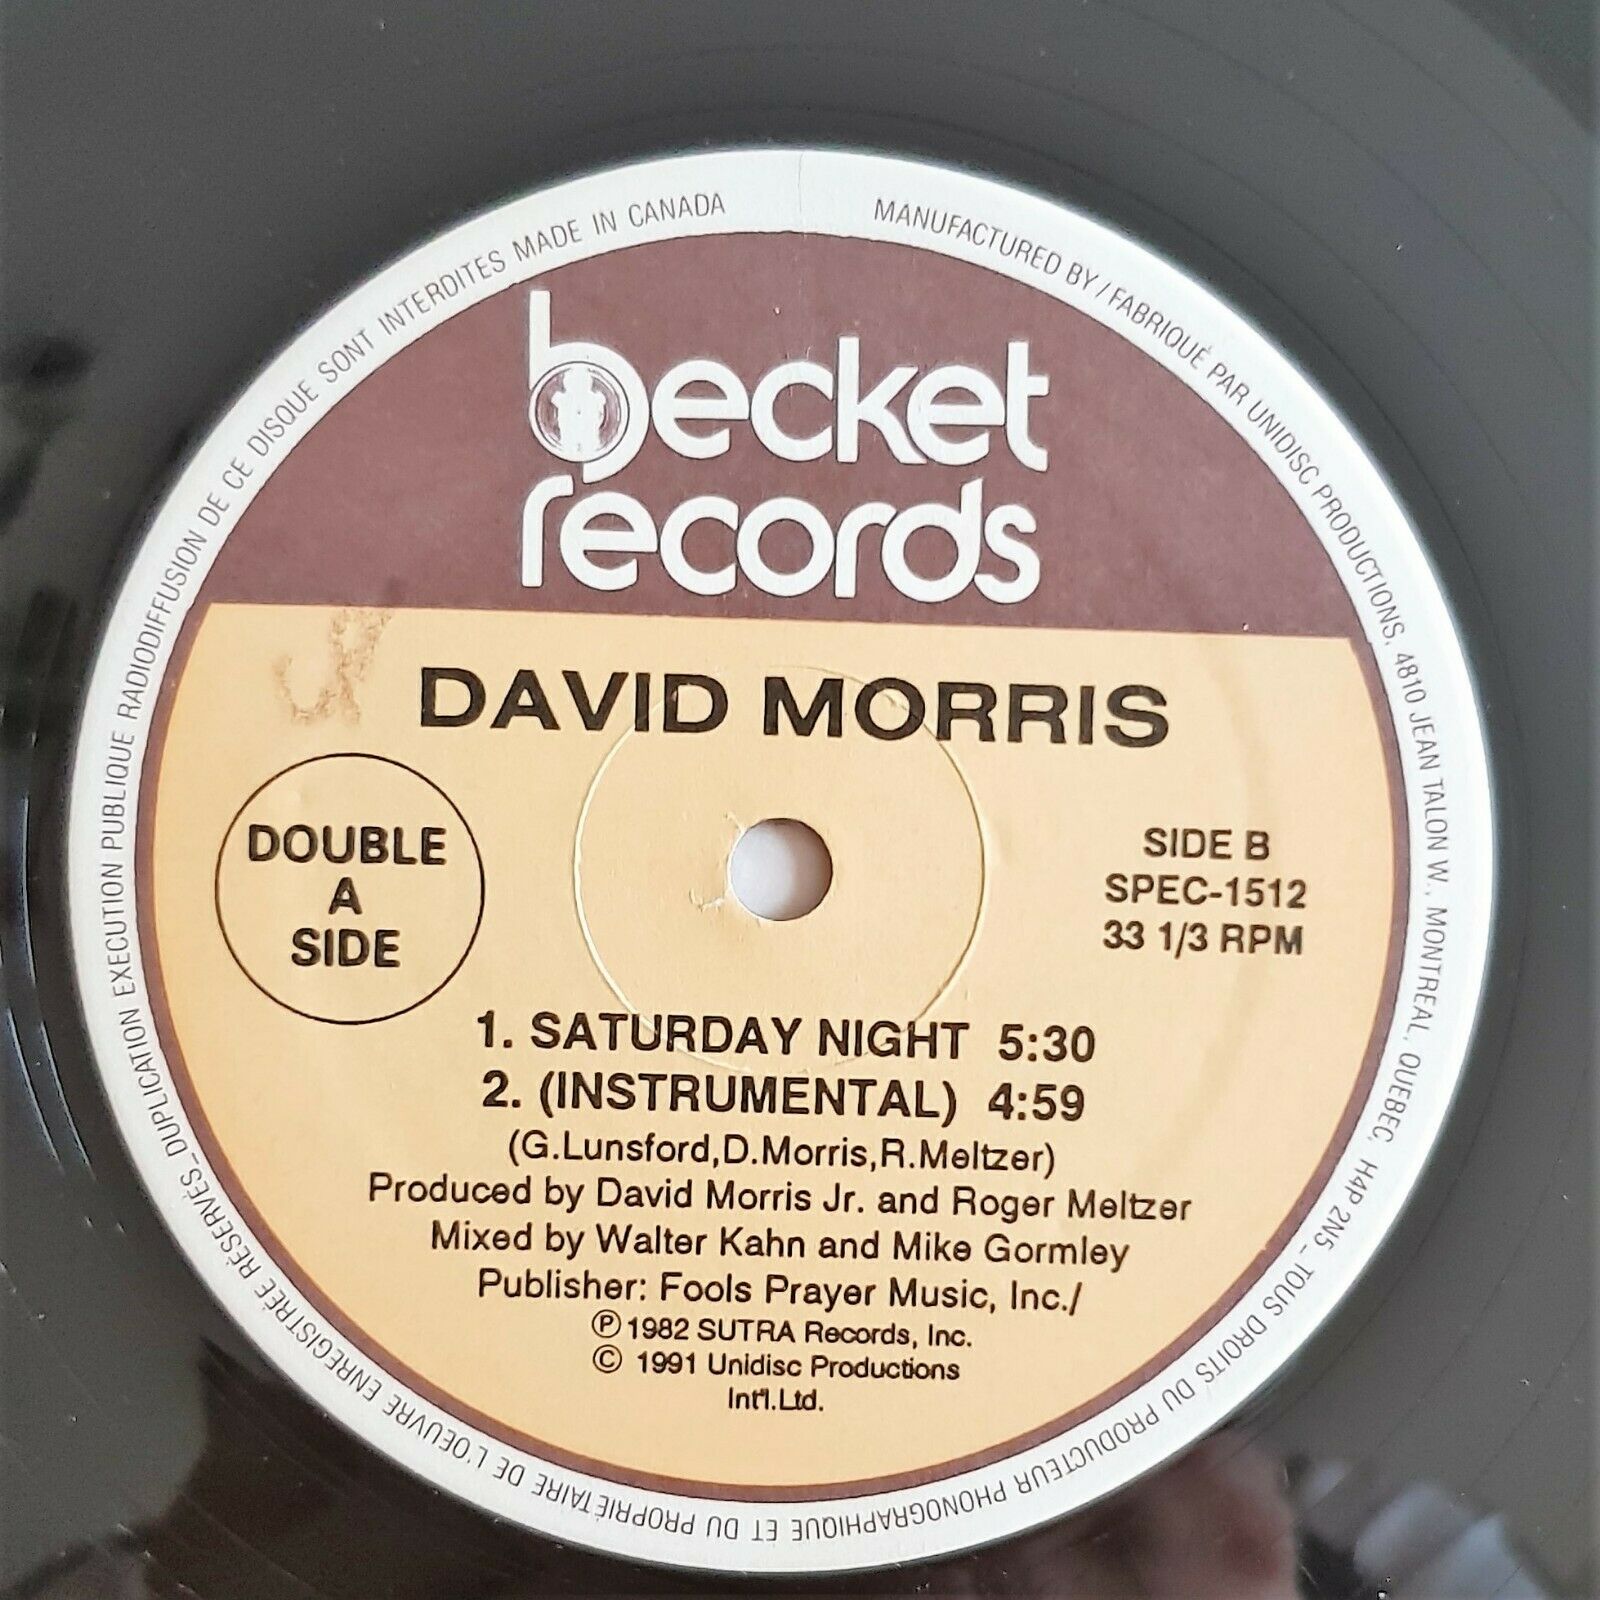 MANUFACTURED BY / FABRIQUÉ PAR UNIDISC PRODUCTIONS, 4810 JEAN TALON W., MONTREAL, QUEBEC, H4P 2N5_ TOUS DROITS DU PRODUCTEUR PHONOGRAPHIQUE ET DU PROPRIÉTAIRE DE L'OEUVRE ENREGISTRÉE RÉSERVÉS_DUPLICATION EXECUTION PUBLIQUE RADIODIFFUSION DE CE DISQUE SONT INTERDITES MADE IN CANADA
becket
records
DAVID MORRIS
DOUBLE
A
SIDE
SIDE B
SPEC-1512
33 1/3 RPM
1. SATURDAY NIGHT 5:30
2. (INSTRUMENTAL) 4:59
(G.Lunsford,D.Morris,R.Meltzer)
Produced by David Morris Jr. and Roger Meltzer
Mixed by Walter Kahn and Mike Gormley
Publisher: Fools Prayer Music, Inc./
℗ 1982 SUTRA Records, Inc.
© 1991 Unidisc Productions
Int'l.Ltd.